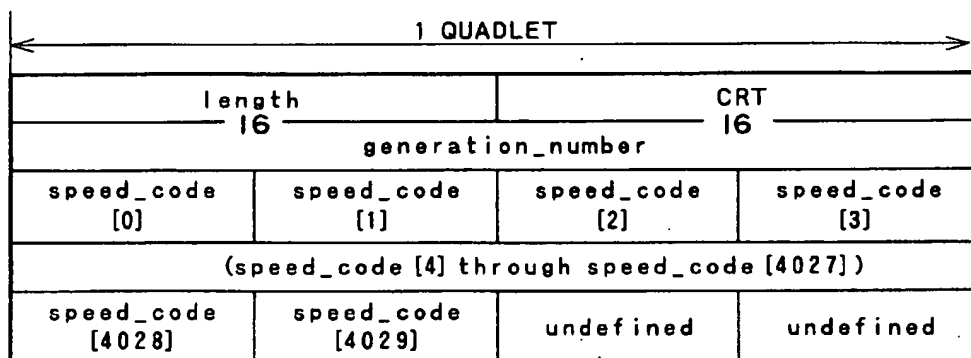 1 QUADLET
length CRT
16 16
generation_number
speed_code speed_code speed_code speed_code
[0] [1] [2] [3]
(speed_code [4] through speed_code [4027])
speed_code speed_code undefined undefined
[4028] [4029]